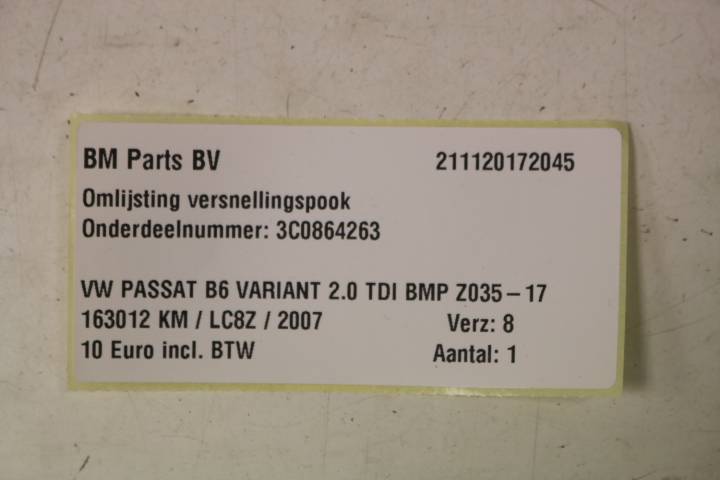 BM Parts BV 211120172045
Omlijsting versnellingspook
Onderdeelnummer: 3C0864263
VW PASSAT B6 VARIANT 2.0 TDI BMP Z035-17
163012 KM / LC8Z / 2007 Verz: 8
10 Euro incl. BTW Aantal: 1